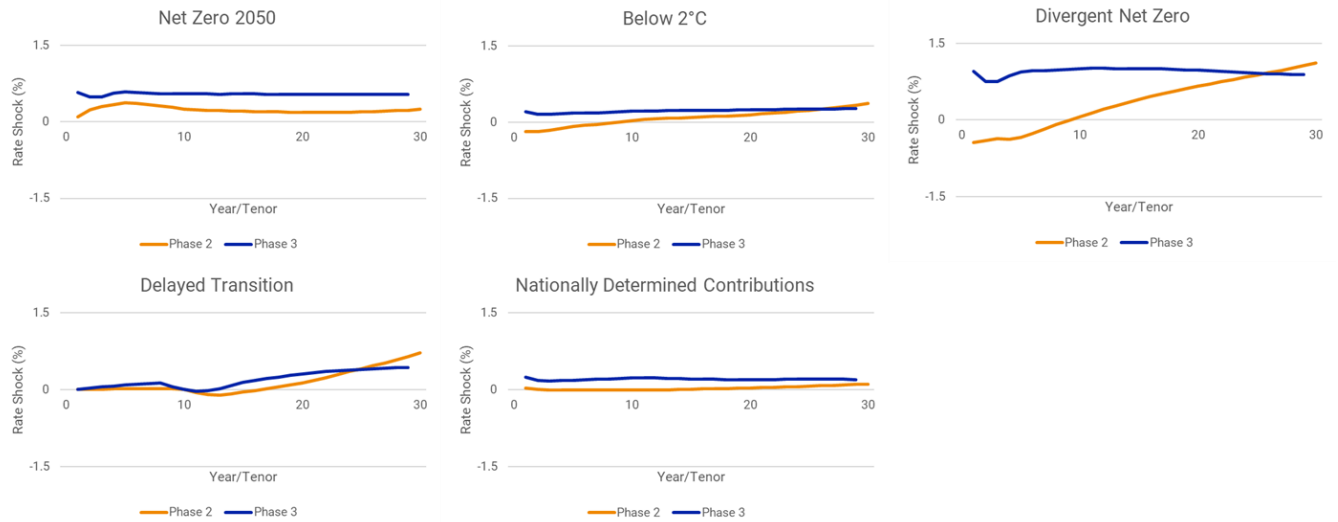 Net Zero 2050
1.5
0
-1.5
Rate Shock (%)
0
10
20
30
Year/Tenor
Phase 2
Phase 3
Below 2°C
1.5
0
-1.5
Rate Shock (%)
0
10
20
30
Year/Tenor
Phase 2
Phase 3
Divergent Net Zero
1.5
0
-1.5
Rate Shock (%)
0
10
20
30
Year/Tenor
Phase 2
Phase 3
Delayed Transition
1.5
0
-1.5
Rate Shock (%)
0
10
20
30
Year/Tenor
Phase 2
Phase 3
Nationally Determined Contributions
1.5
0
-1.5
Rate Shock (%)
0
10
20
30
Year/Tenor
Phase 2
Phase 3